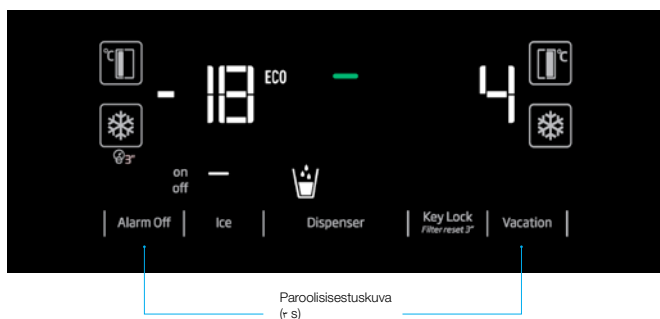 °C
°C
- 18 ECO
4
3"
on
off
Alarm Off
Ice
Dispenser
Key Lock
Filter reset 3"
Vacation
Paroolisisestuskuva
(r s)